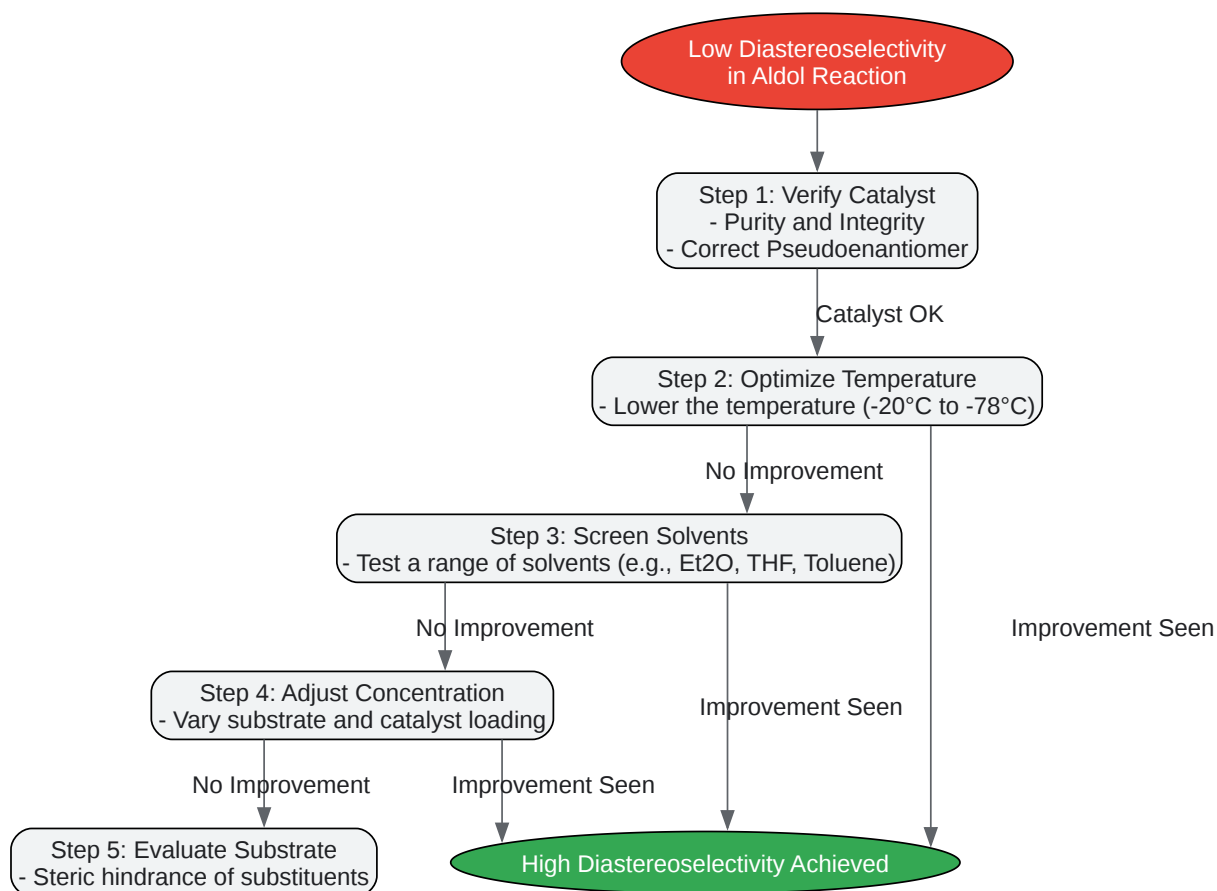 Low Diastereoselectivity
in Aldol Reaction
Step 1: Verify Catalyst
- Purity and Integrity
- Correct Pseudoenantiomer
Catalyst OK
Step 2: Optimize Temperature
- Lower the temperature (-20°C to -78°C)
No Improvement
Step 3: Screen Solvents
- Test a range of solvents (e.g., Et2O, THF, Toluene)
No Improvement
Improvement Seen
Step 4: Adjust Concentration
- Vary substrate and catalyst loading
Improvement Seen
No Improvement
Improvement Seen
Step 5: Evaluate Substrate
- Steric hindrance of substituents
High Diastereoselectivity Achieved